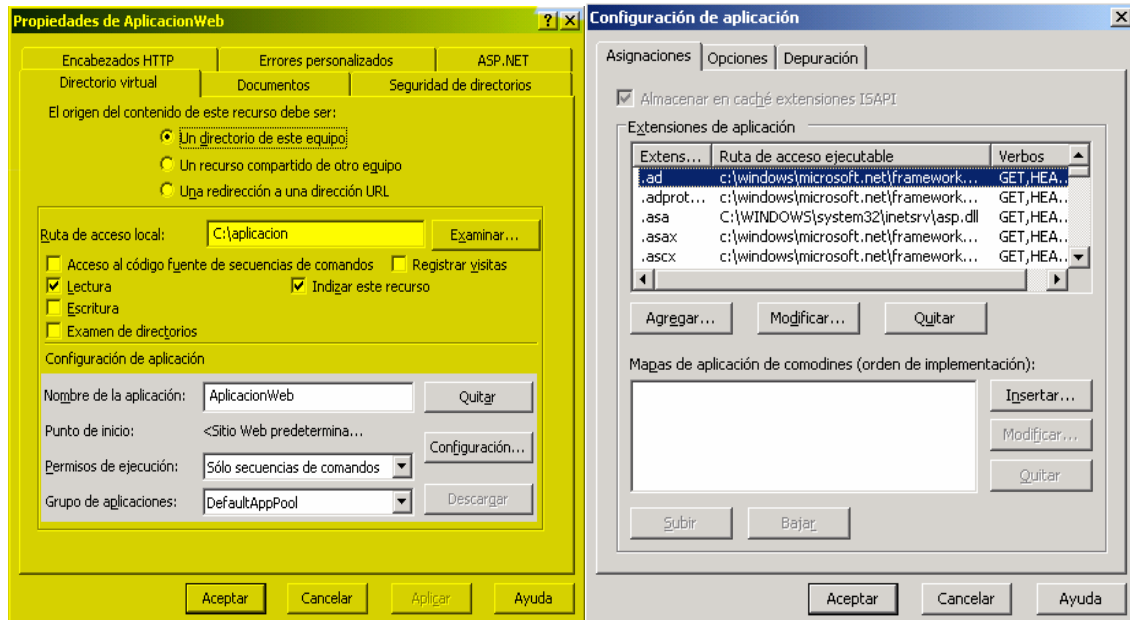 Propiedades de AplicacionWeb
Encabezados HTTP Errores personalizados ASP.NET
Directorio virtual Documentos Seguridad de directorios
El origen del contenido de este recurso debe ser:
Un directorio de este equipo
Un recurso compartido de otro equipo
Una redirección a una dirección URL
Ruta de acceso local: C:\aplicacion Examinar...
Acceso al código fuente de secuencias de comandos Registrar visitas
Lectura Indizar este recurso
Escritura
Examen de directorios
Configuración de aplicación
Nombre de la aplicación: AplicacionWeb Quitar
Punto de inicio: <Sitio Web predetermina...
Configuración...
Permisos de ejecución: Sólo secuencias de comandos
Grupo de aplicaciones: DefaultAppPool Descargar
Aceptar Cancelar Aplicar Ayuda
Configuración de aplicación
Asignaciones Opciones Depuración
Almacenar en caché extensiones ISAPI
Extensiones de aplicación
Extens... Ruta de acceso ejecutable Verbos
.ad c:\windows\microsoft.net\framework... GET,HEA..
.adprot... c:\windows\microsoft.net\framework... GET,HEA..
.asa C:\WINDOWS\system32\inetsrv\asp.dll GET,HEA..
.asax c:\windows\microsoft.net\framework... GET,HEA..
.ascx c:\windows\microsoft.net\framework... GET,HEA..
Agregar... Modificar... Quitar
Mapas de aplicación de comodines (orden de implementación):
Insertar...
Modificar...
Quitar
Subir Bajar
Aceptar Cancelar Ayuda